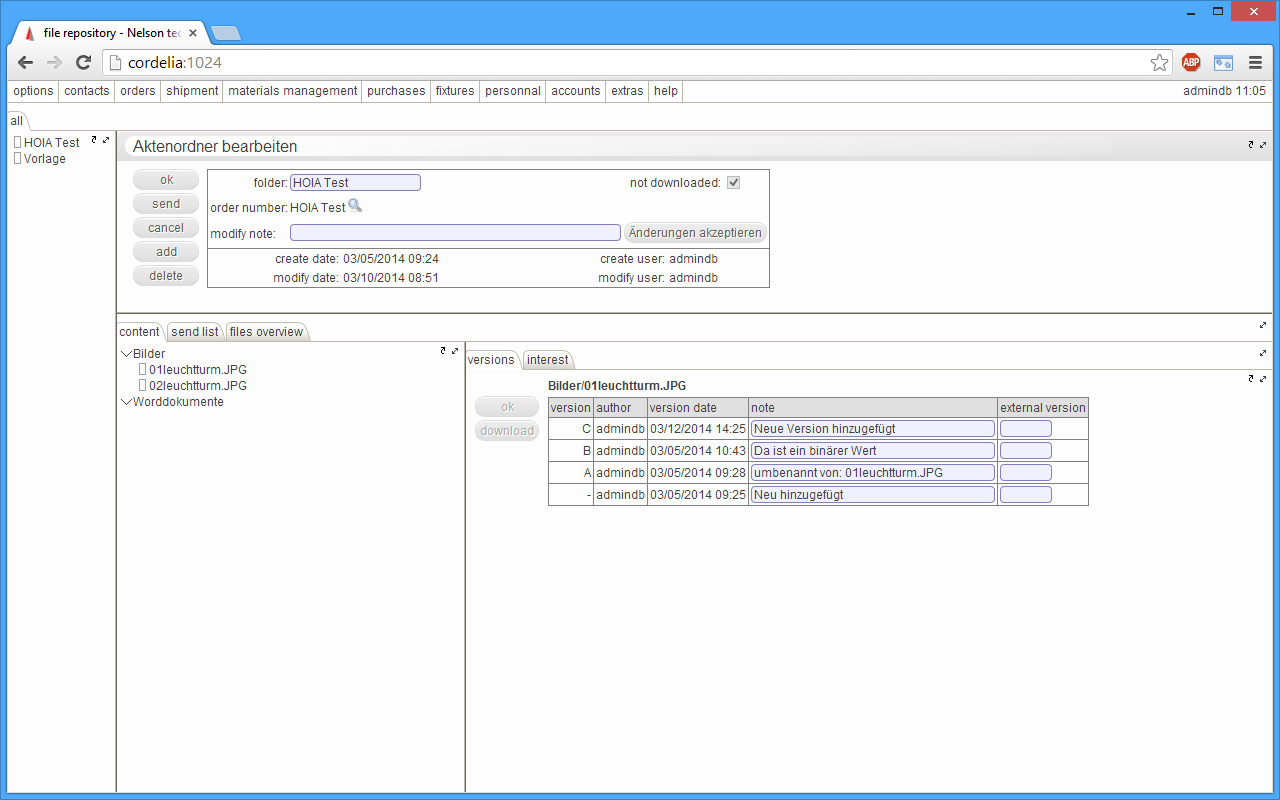 file repository - Nelson tec
cordelia:1024
ABP
options contacts orders shipment materials management purchases fixtures personnal accounts extras help admindb 11:05
all
HOIA Test
Vorlage
Aktenordner bearbeiten
ok
send
cancel
add
delete
folder: HOIA Test not downloaded:
order number: HOIA Test
modify note: Änderungen akzeptieren
create date: 03/05/2014 09:24 create user: admindb
modify date: 03/10/2014 08:51 modify user: admindb
content send list files overview
Bilder
01leuchtturm.JPG
02leuchtturm.JPG
Worddokumente
versions interest
ok
download
Bilder/01leuchtturm.JPG
version author version date note external version
C admindb 03/12/2014 14:25 Neue Version hinzugefügt
B admindb 03/05/2014 10:43 Da ist ein binärer Wert
A admindb 03/05/2014 09:28 umbenannt von: 01leuchtturm.JPG
- admindb 03/05/2014 09:25 Neu hinzugefügt